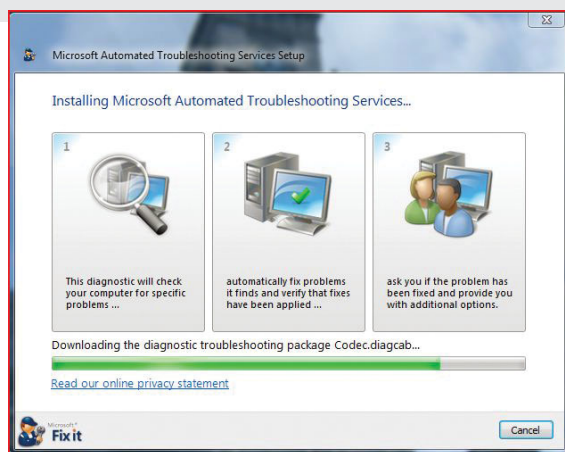 Microsoft Automated Troubleshooting Services Setup
Installing Microsoft Automated Troubleshooting Services...
1
This diagnostic will check
your computer for specific
problems ...
2
automatically fix problems
it finds and verify that fixes
have been applied ...
3
ask you if the problem has
been fixed and provide you
with additional options.
Downloading the diagnostic troubleshooting package Codec.diagcab...
Read our online privacy statement
Microsoft®
Fix it
Cancel